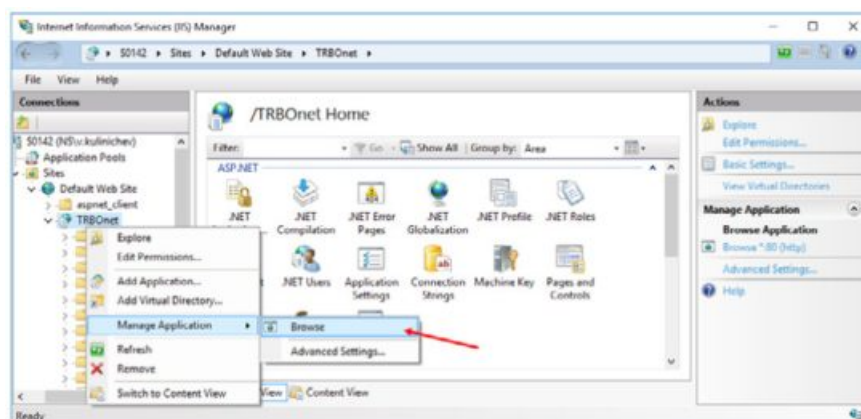 Internet Information Services (IIS) Manager
S0142 Sites Default Web Site TRBOnet
File View Help
Connections
S0142 (NS\v.kulinichev)
Application Pools
Sites
Default Web Site
aspnet_client
TRBOnet
Explore
Edit Permissions...
Add Application...
Add Virtual Directory...
Manage Application
Refresh
Remove
Switch to Content View
Browse
Advanced Settings...
/TRBOnet Home
Filter: Go Show All Group by: Area
ASP.NET
.NET
.NET Compilation
.NET Error Pages
.NET Globalization
.NET Profile
.NET Roles
.NET Users
Application Settings
Connection Strings
Machine Key
Pages and Controls
View Content View
Actions
Explore
Edit Permissions...
Basic Settings...
View Virtual Directories
Manage Application
Browse Application
Browse *:80 (http)
Advanced Settings...
Help
Ready